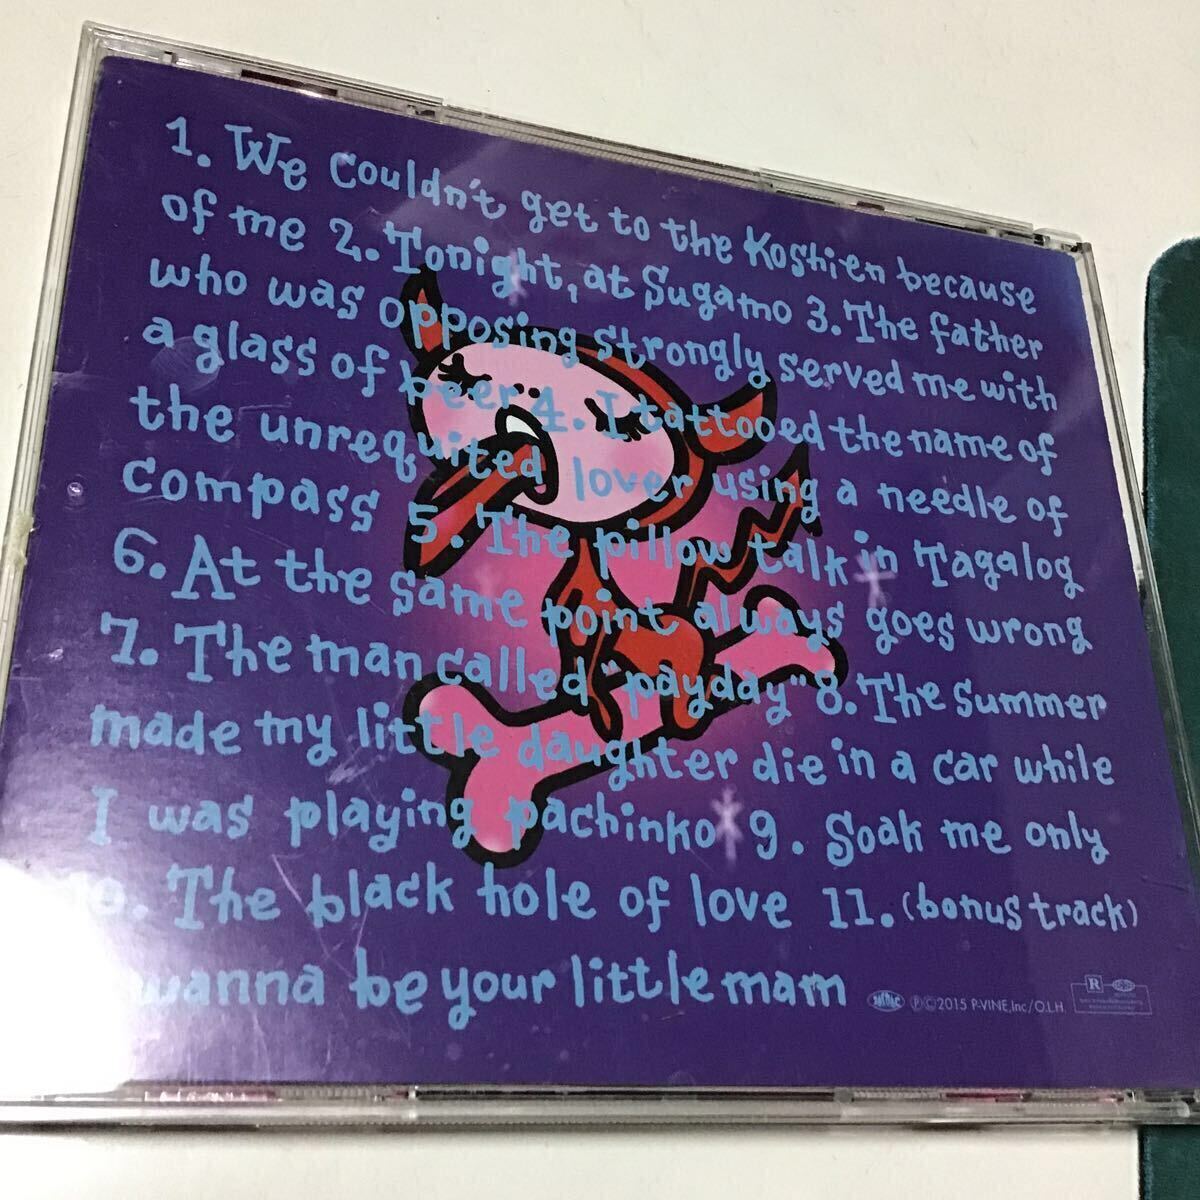 1. We Couldn't get to the Koshien because
of me 2. Tonight, at Sugamo 3. The father
who was opposing strongly served me with
a glass of beer 4. I tattooed the name of
the unrequited lover using a needle of
compass 5. The pillow talk in Tagalog
6. At the same point always goes wrong
7. The man called "payday" 8. The summer
made my little daughter die in a car while
I was playing pachinko 9. Soak me only
10. The black hole of love 11. (bonus track)
wanna be your little mam
℗©2015 P-VINE, Inc/O.L.H.
R